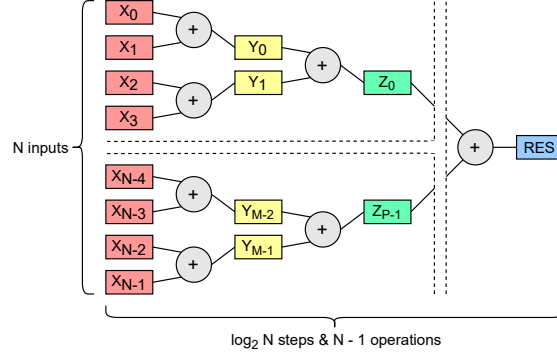 X0
+
X1
Y0
+
X2
Y1
Z0
+
X3
N inputs
+
RES
XN-4
+
XN-3
YM-2
+
ZP-1
XN-2
YM-1
+
XN-1
log2 N steps & N - 1 operations